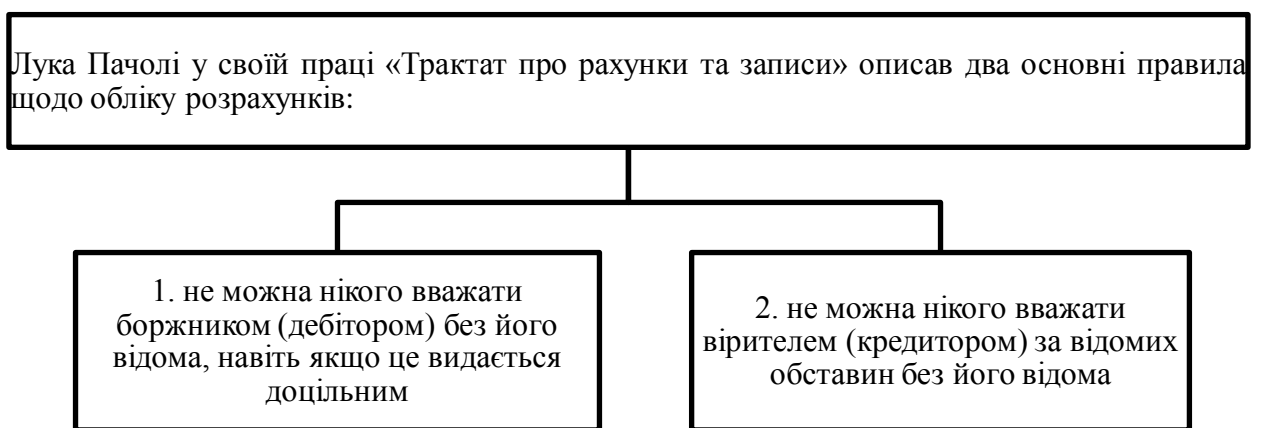 Лука Пачолі у своїй праці «Трактат про рахунки та записи» описав два основні правила
щодо обліку розрахунків:
1. не можна нікого вважати
боржником (дебітором) без його
відома, навіть якщо це видається
доцільним
2. не можна нікого вважати
вірителем (кредитором) за відомих
обставин без його відома